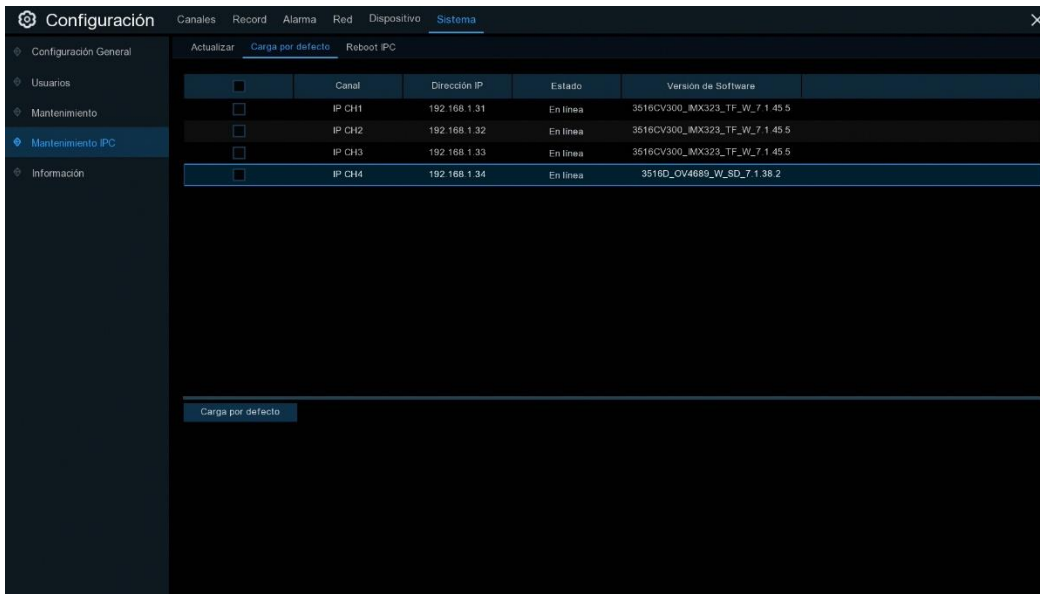 Configuración Canales Record Alarma Red Dispositivo Sistema
Configuración General
Usuarios
Mantenimiento
Mantenimiento IPC
Información
Actualizar Carga por defecto Reboot IPC
Canal Dirección IP Estado Versión de Software
IP CH1 192.168.1.31 En línea 3516CV300_IMX323_TF_W_7.1.45.5
IP CH2 192.168.1.32 En línea 3516CV300_IMX323_TF_W_7.1.45.5
IP CH3 192.168.1.33 En línea 3516CV300_IMX323_TF_W_7.1.45.5
IP CH4 192.168.1.34 En línea 3516D_OV4689_W_SD_7.1.38.2
Carga por defecto